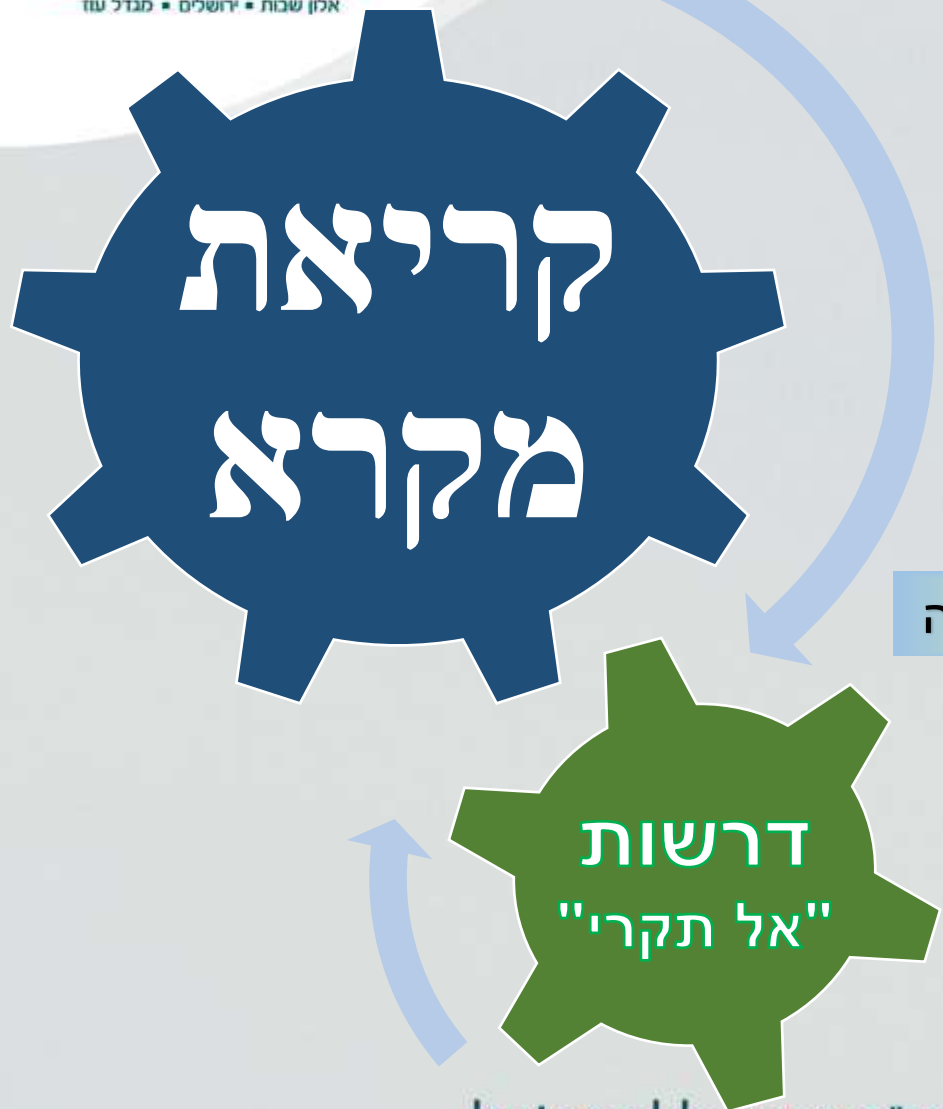 אלון שבות • ירושלים • מגדל עוז
קריאת
מקרא
דרשות
"אל תקרי"